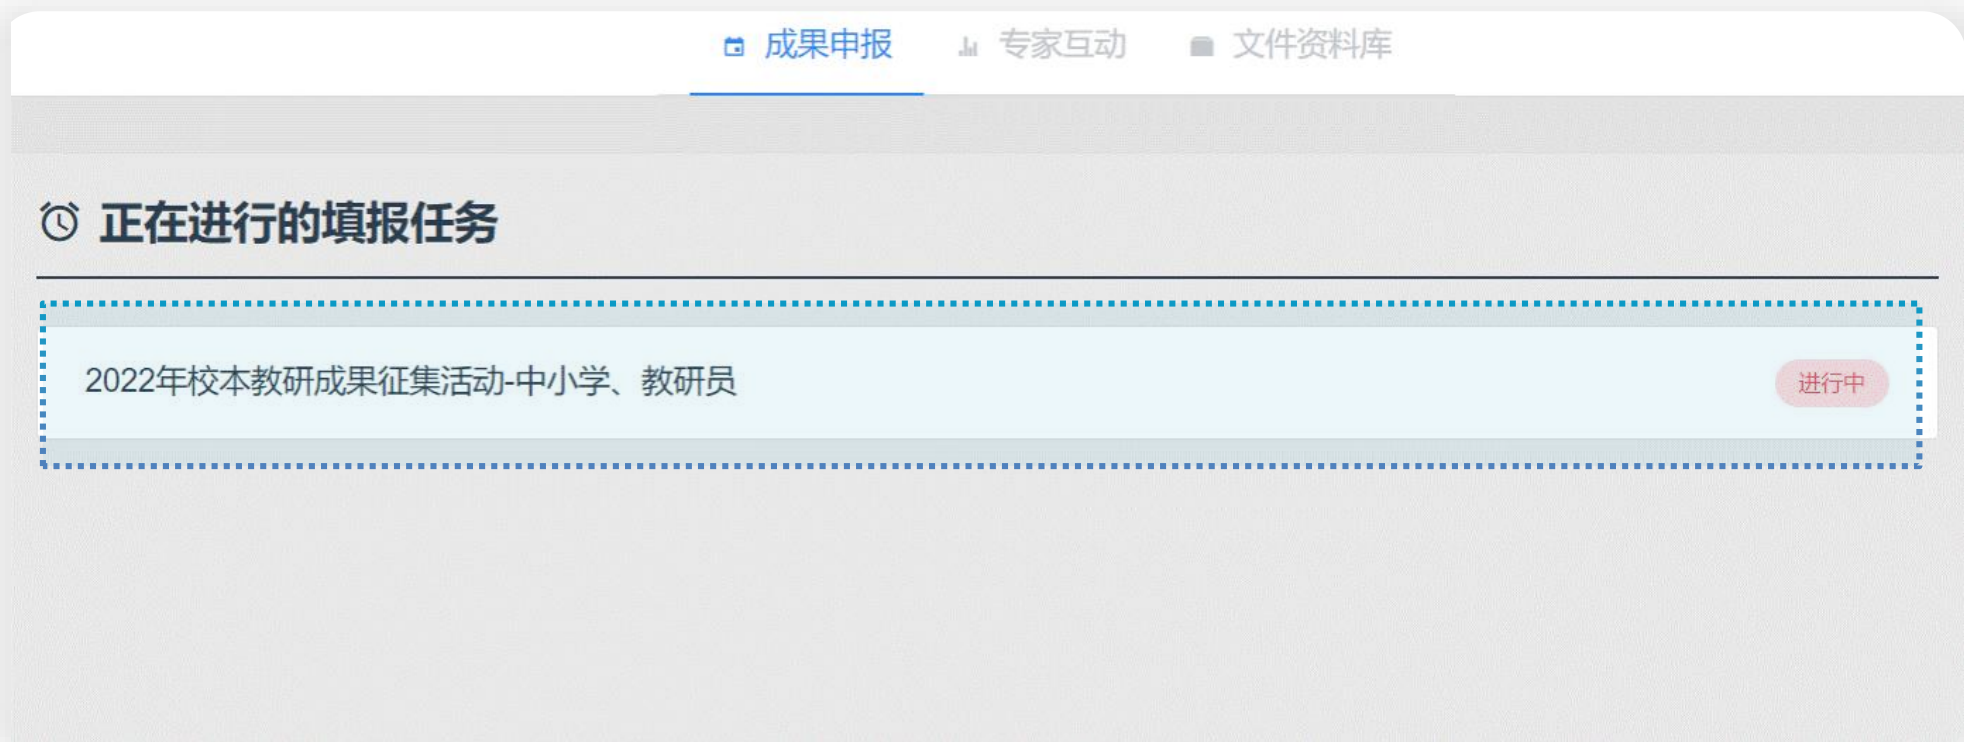 成果申报 专家互动 文件资料库
正在进行的填报任务
2022年校本教研成果征集活动-中小学、教研员 进行中